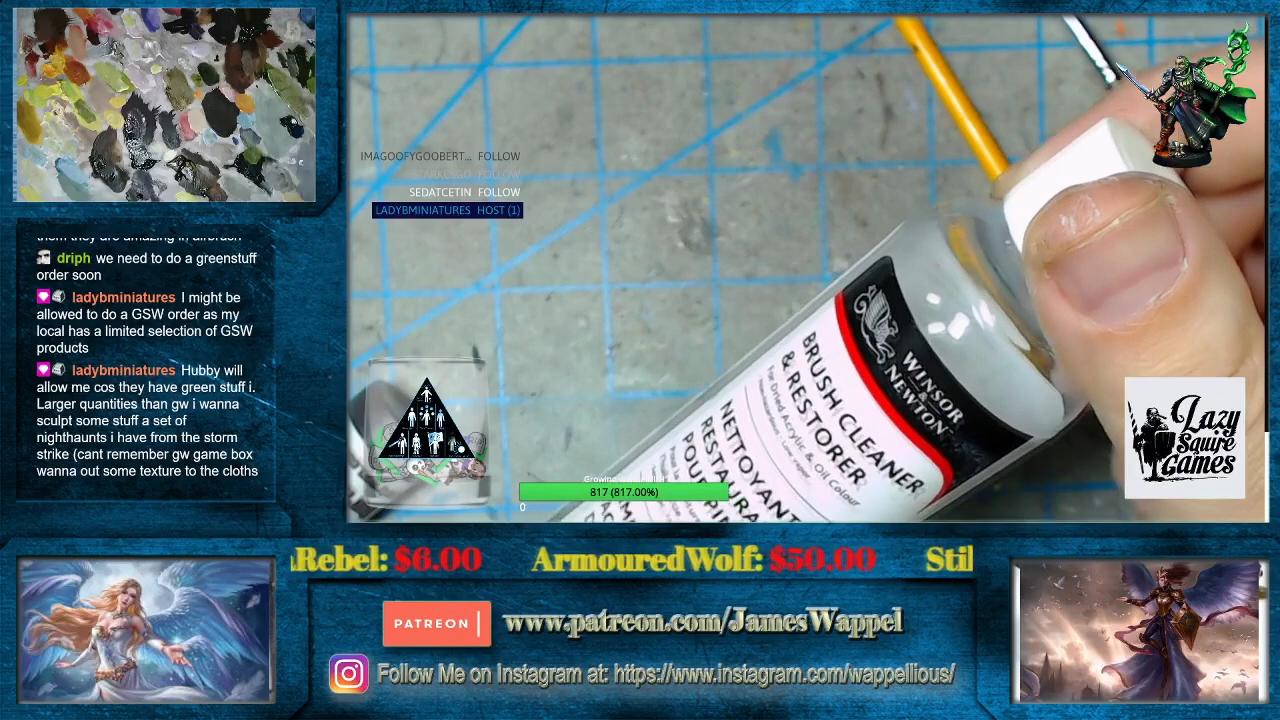 them they are amazing in airbrush
driph we need to do a greenstuff
order soon
ladybminiatures I might be
allowed to do a GSW order as my
local has a limited selection of GSW
products
ladybminiatures Hubby will
allow me cos they have green stuff i.
Larger quantities than gw i wanna
sculpt some stuff a set of
nighthaunts i have from the storm
strike (cant remember gw game box
wanna out some texture to the cloths
IMAGOOFYGOOBERT... FOLLOW
FOLLOW
SEDATCETIN FOLLOW
LADYBMINIATURES HOST (1)
817 (817.00%)
0
WINSOR
&
NEWTON
BRUSH CLEANER
& RESTORER
For Dried Acrylic & Oil Colour
NETTOYANT
RESTAURA
POUR PIN
Lazy
Squire
Games
Rebel: $6.00 ArmouredWolf: $50.00 Stil
PATREON www.patreon.com/JamesWappel
Follow Me on Instagram at: https://www.instagram.com/wappellious/